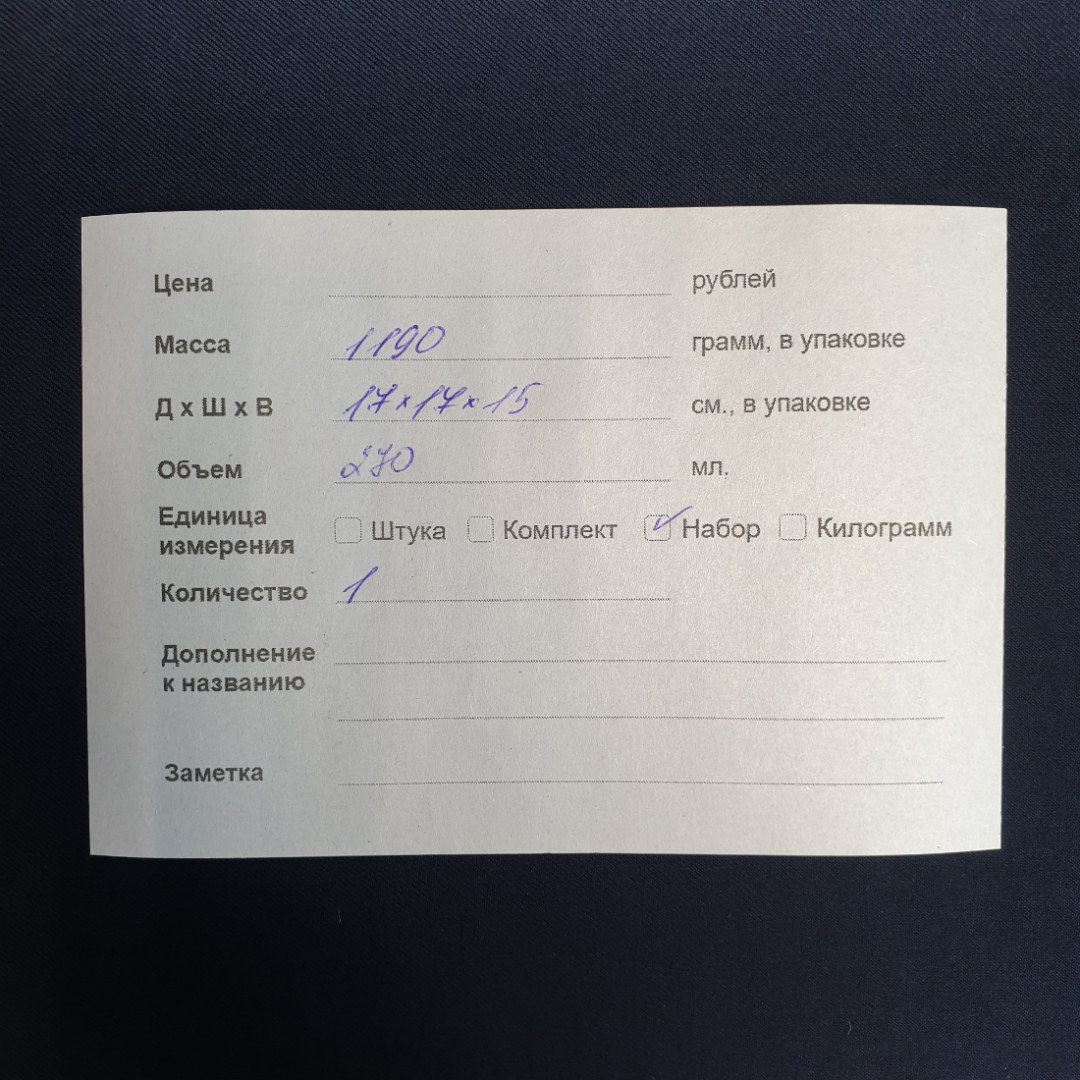 Цена рублей
Масса 1190 грамм, в упаковке
Д х Ш х В 17×17×15 см., в упаковке
Объем 270 мл.
Единица измерения Штука Комплект Набор Килограмм
Количество 1
Дополнение
к названию
Заметка